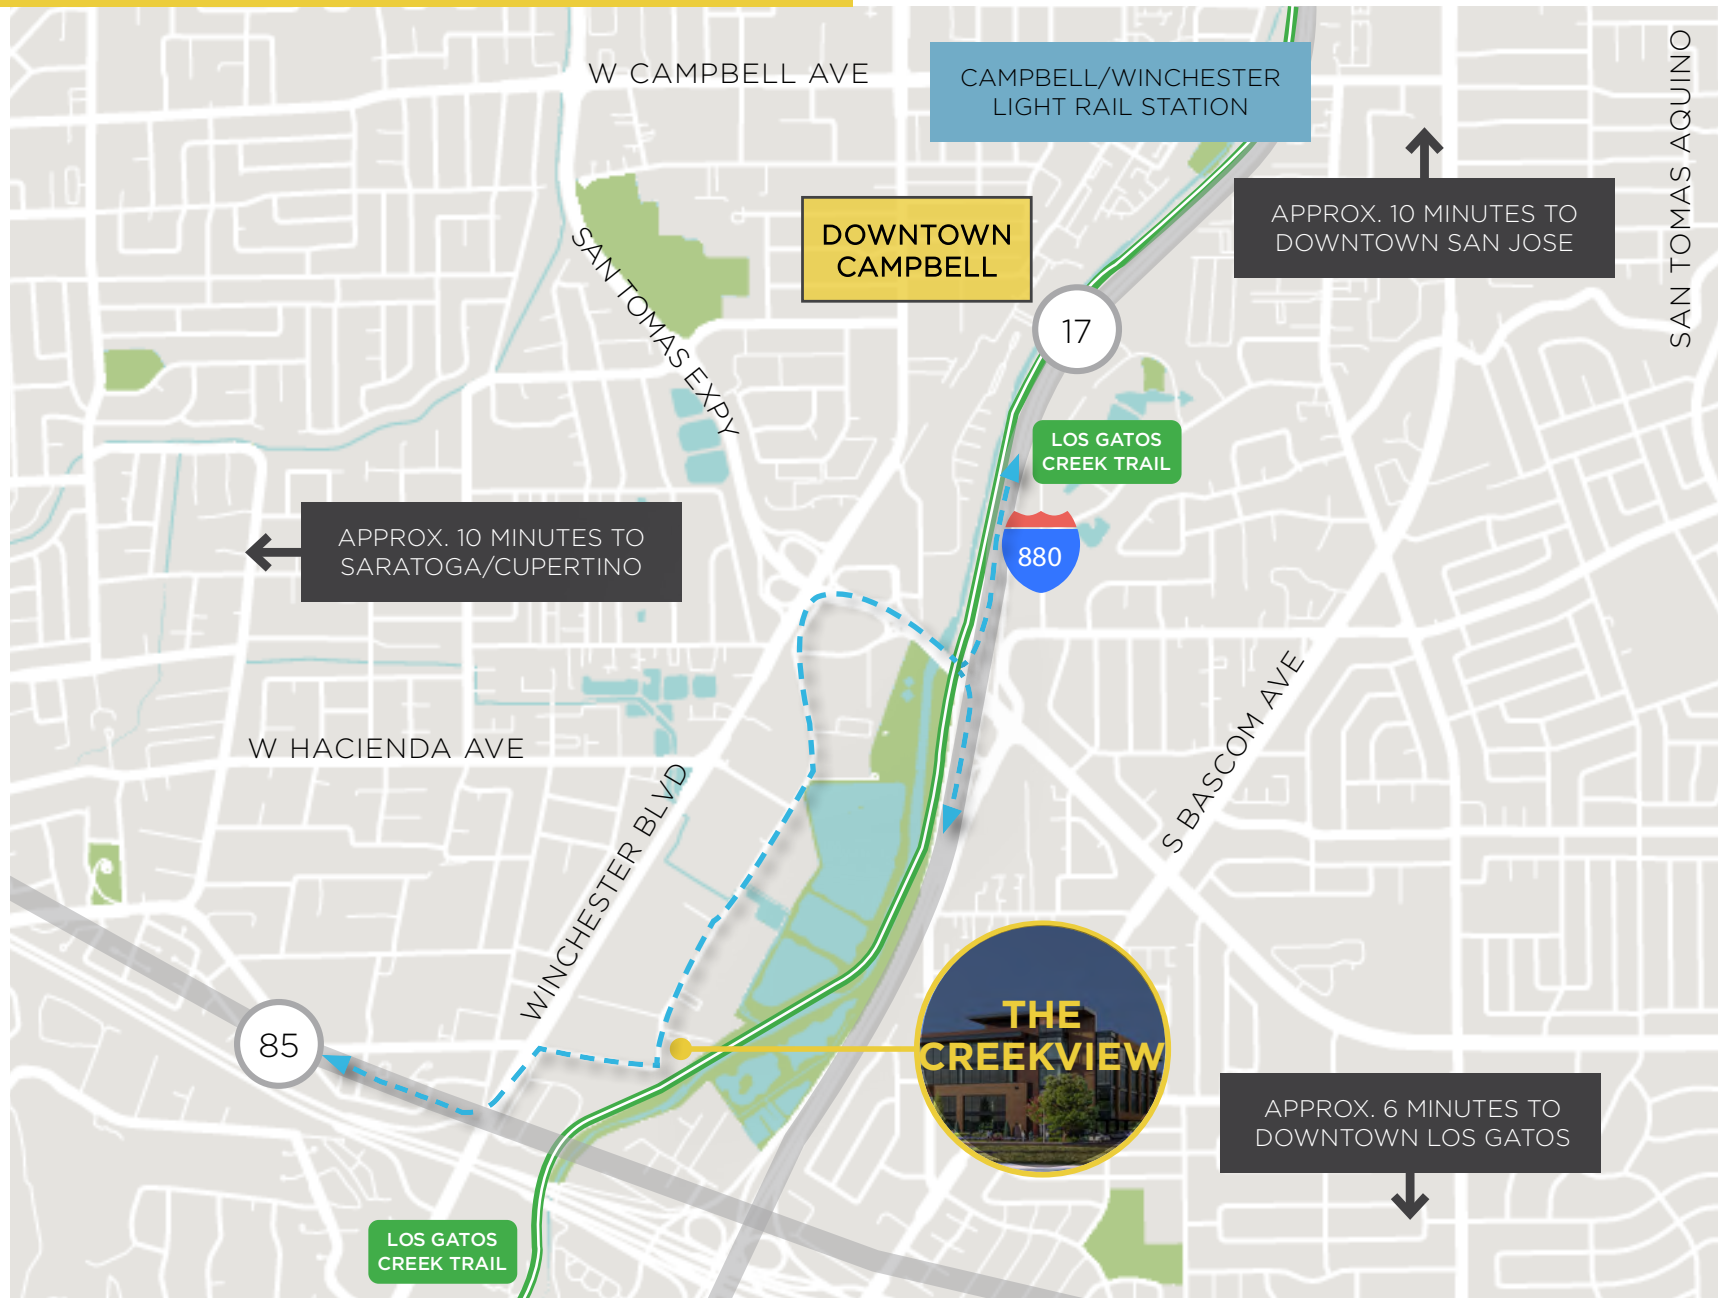 W CAMPBELL AVE
CAMPBELL/WINCHESTER
LIGHT RAIL STATION
SAN TOMAS AQUINO
APPROX. 10 MINUTES TO
DOWNTOWN SAN JOSE
DOWNTOWN
CAMPBELL
SAN TOMAS EXPY
17
LOS GATOS
CREEK TRAIL
880
APPROX. 10 MINUTES TO
SARATOGA/CUPERTINO
W HACIENDA AVE
S BASCOM AVE
WINCHESTER BLVD
THE
CREEKVIEW
85
APPROX. 6 MINUTES TO
DOWNTOWN LOS GATOS
LOS GATOS
CREEK TRAIL